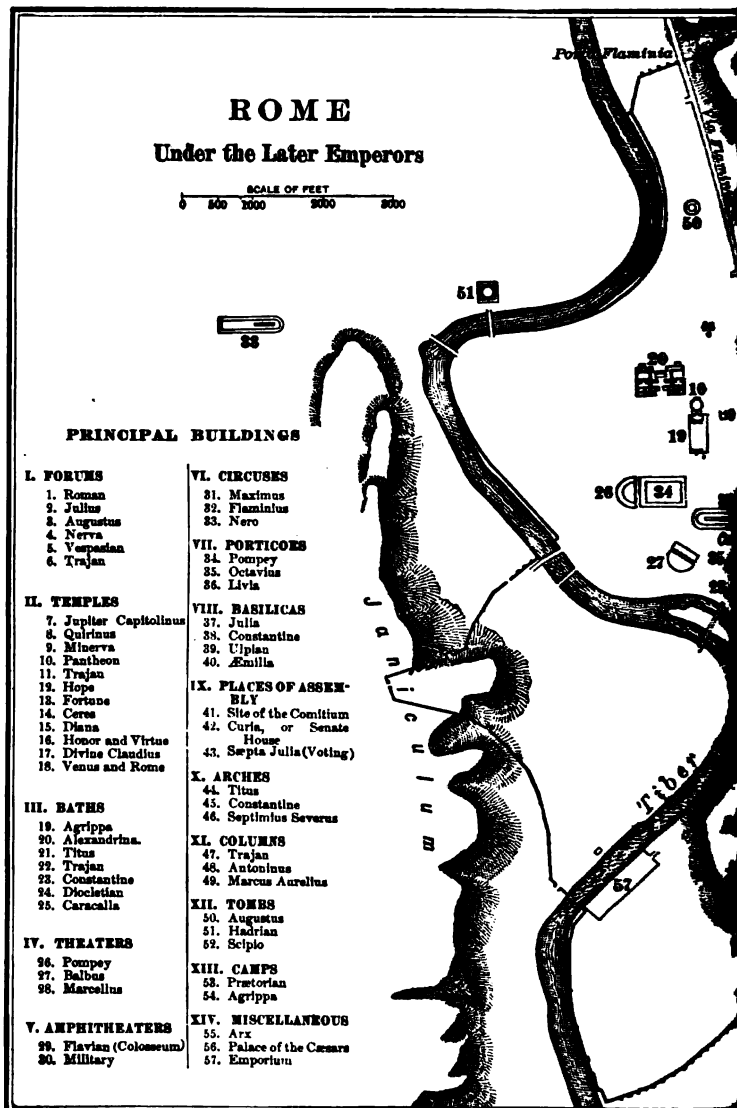 ROME
Under the Later Emperors
SCALE OF FEET
0 500 1000 2000 3000
Flaminia
Via Flaminia
50
51
33
20
10
19
26
34
27
PRINCIPAL BUILDINGS
I. FORUMS
1. Roman
2. Julius
3. Augustus
4. Nerva
5. Vespasian
6. Trajan
II. TEMPLES
7. Jupiter Capitolinus
8. Quirinus
9. Minerva
10. Pantheon
11. Trajan
12. Hope
13. Fortune
14. Ceres
15. Diana
16. Honor and Virtue
17. Divine Claudius
18. Venus and Rome
III. BATHS
19. Agrippa
20. Alexandrina.
21. Titus
22. Trajan
23. Constantine
24. Diocletian
25. Caracalla
IV. THEATERS
26. Pompey
27. Balbus
28. Marcellus
V. AMPHITHEATERS
29. Flavian (Colosseum)
30. Military
VI. CIRCUSES
31. Maximus
32. Flaminius
33. Nero
VII. PORTICOES
34. Pompey
35. Octavius
36. Livia
VIII. BASILICAS
37. Julia
38. Constantine
39. Ulpian
40. Æmilia
IX. PLACES OF ASSEM-
BLY
41. Site of the Comitium
42. Curia, or Senate
House
43. Sæpta Julia (Voting)
X. ARCHES
44. Titus
45. Constantine
46. Septimius Severus
XI. COLUMNS
47. Trajan
48. Antoninus
49. Marcus Aurelius
XII. TOMBS
50. Augustus
51. Hadrian
52. Scipio
XIII. CAMPS
53. Prætorian
54. Agrippa
XIV. MISCELLANEOUS
55. Arx
56. Palace of the Cæsars
57. Emporium
Janiculum
Tiber
57